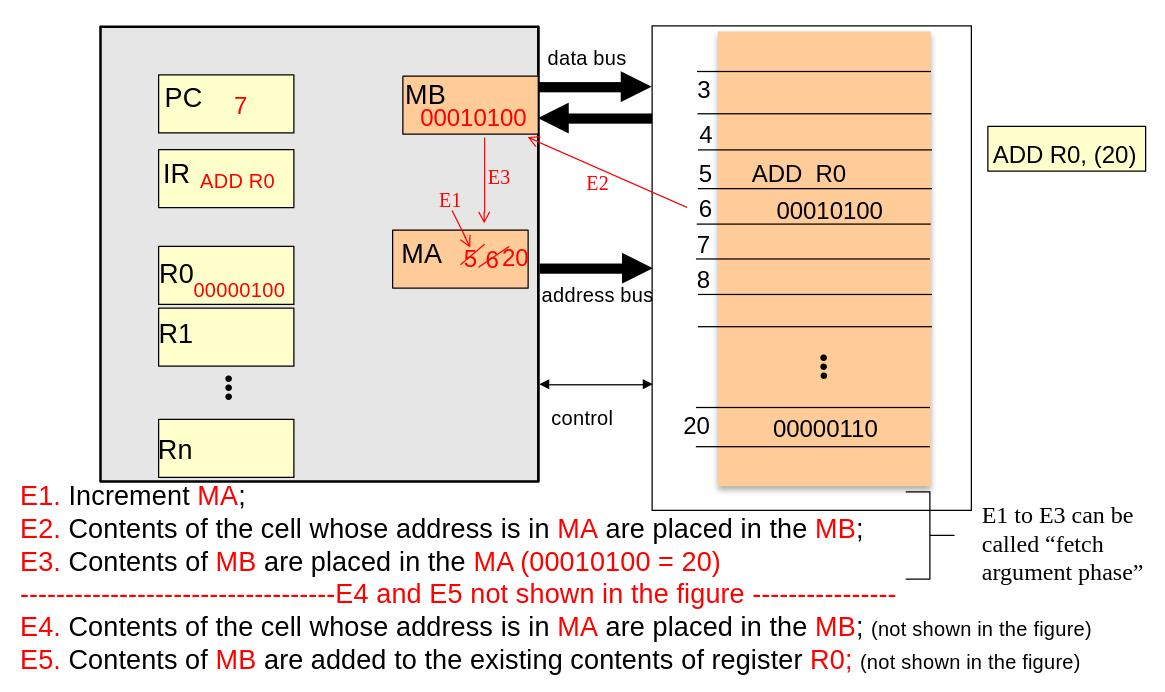 data bus
PC 7
MB
00010100
3
4
ADD R0, (20)
IR ADD R0
5 ADD R0
E3
E2
E1
6 00010100
MA 5 6 20
7
R0 00000100
8
address bus
R1
control
20 00000110
Rn
E1. Increment MA;
E2. Contents of the cell whose address is in MA are placed in the MB;
E3. Contents of MB are placed in the MA (00010100 = 20)
E1 to E3 can be
called “fetch
argument phase”
-----------------------------------E4 and E5 not shown in the figure ----------------
E4. Contents of the cell whose address is in MA are placed in the MB; (not shown in the figure)
E5. Contents of MB are added to the existing contents of register R0; (not shown in the figure)